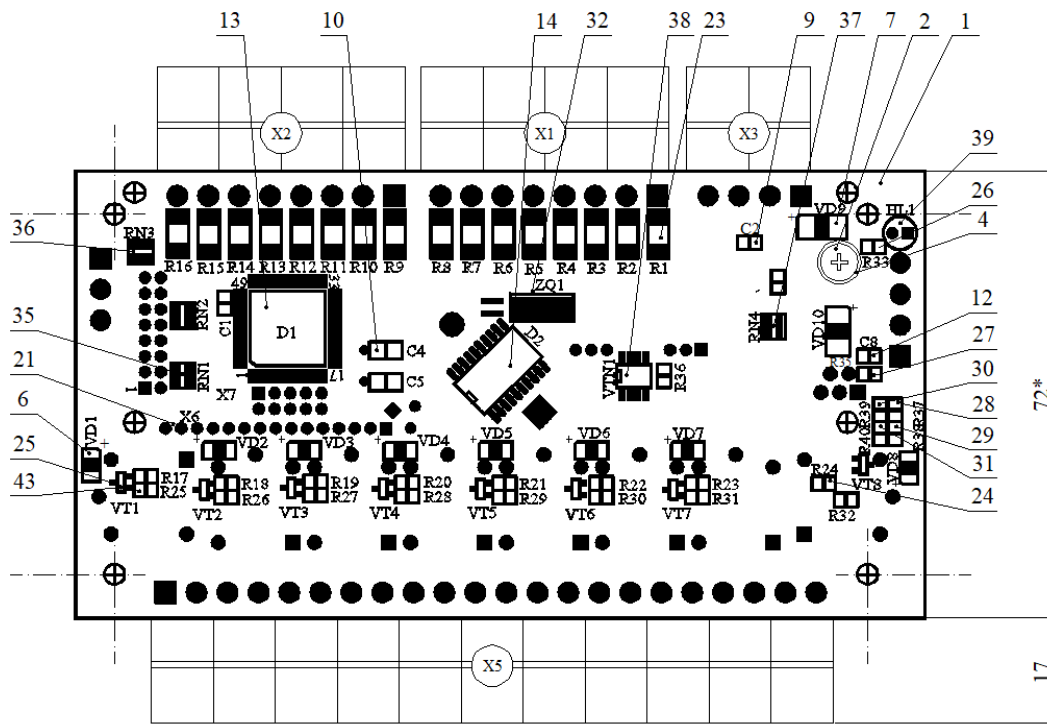 13 10 14 32 38 23 9 37 7 2 1
X2 X1 X3
39
26
4
36
RN3
R16 R15 R14 R13 R12 R11 R10 R9 R8 R7 R6 R5 R4 R3 R2 R1
C2
VD9
HL1
R33
+
49 33
ZQ1
RN2
C1
D1
C4
D2
RN4
VD10
+
12
R35
C8
35
RN1
17
C5
VTN1
R36
27
1
X7
21
X6
30
R39 R37
28
6
VD1
+
+ VD2 + VD3 + VD4 + VD5 + VD6 + VD7
29
R40 R38
25
R17
R18 R19 R20 R21 R22 R23
R24
VT8
VD8
+
31
43
R25
R26 R27 R28 R29 R30 R31
24
VT1
VT2 VT3 VT4 VT5 VT6 VT7
R32
72*
X5
17